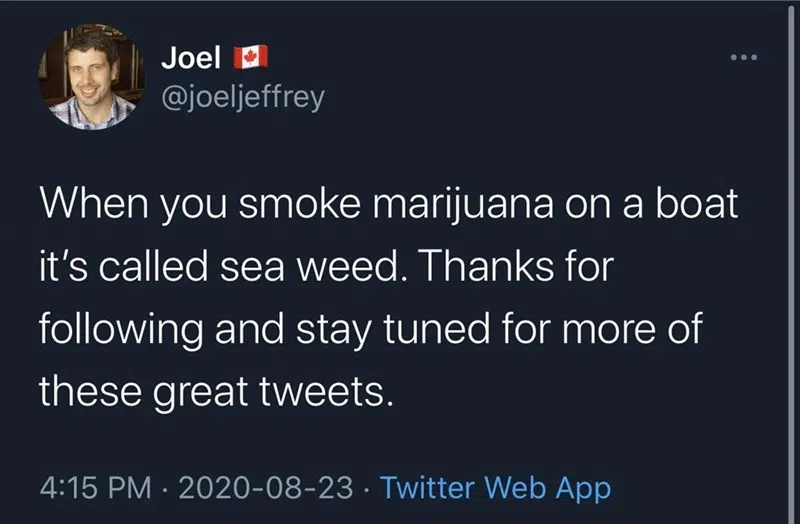 Joel 🇨🇦
@joeljeffrey
When you smoke marijuana on a boat
it's called sea weed. Thanks for
following and stay tuned for more of
these great tweets.
4:15 PM · 2020-08-23 · Twitter Web App